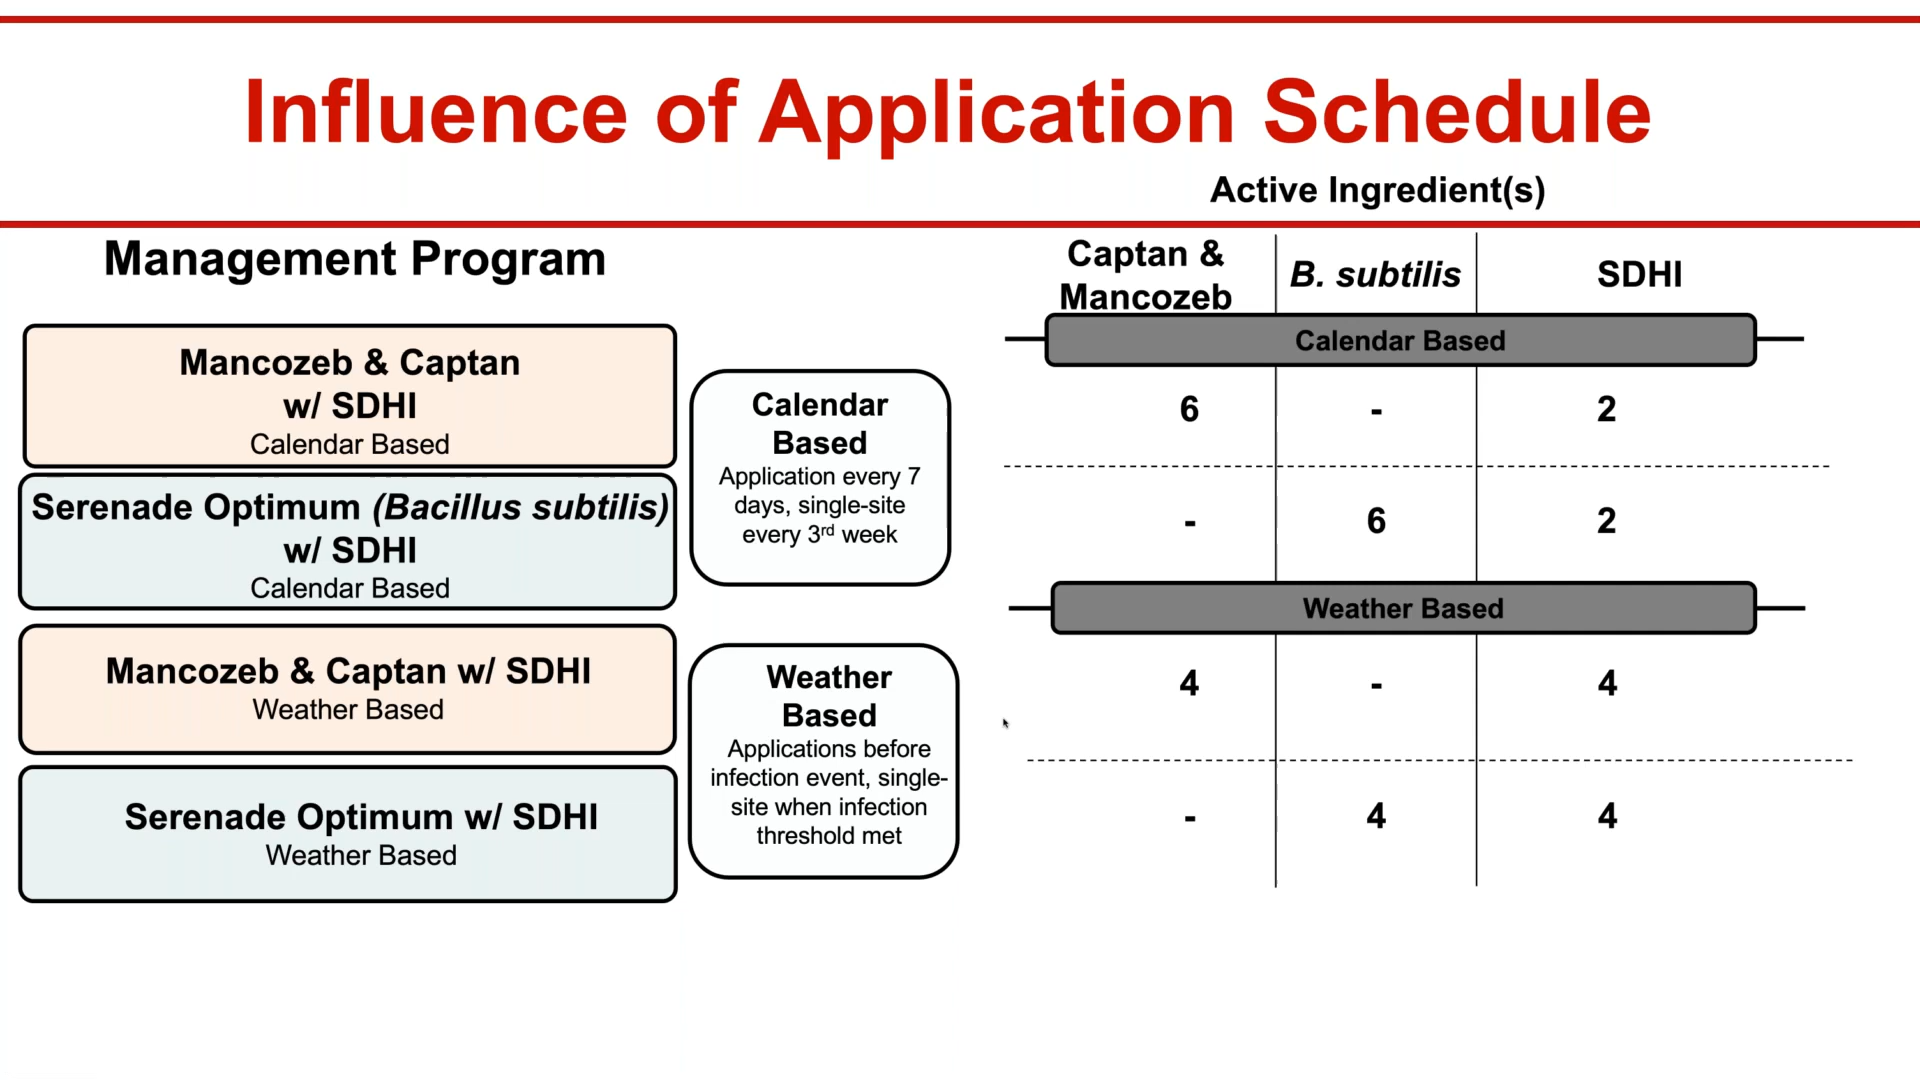 Influence of Application Schedule
Active Ingredient(s)
Management Program
Captan &
Mancozeb
B. subtilis
SDHI
Mancozeb & Captan
w/ SDHI
Calendar Based
Serenade Optimum (Bacillus subtilis)
w/ SDHI
Calendar Based
Mancozeb & Captan w/ SDHI
Weather Based
Serenade Optimum w/ SDHI
Weather Based
Calendar
Based
Application every 7
days, single-site
every 3rd week
Weather
Based
Applications before
infection event, single-
site when infection
threshold met
Calendar Based
6 - 2
- 6 2
Weather Based
4 - 4
- 4 4